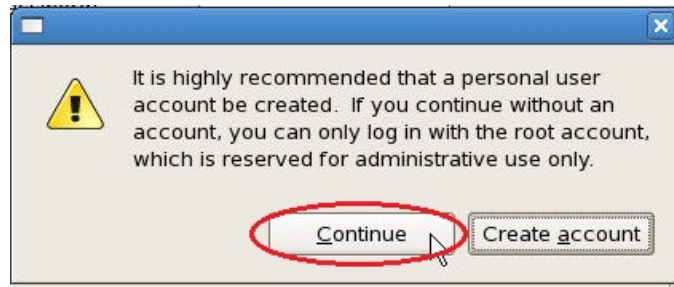 It is highly recommended that a personal user
account be created.  If you continue without an
account, you can only log in with the root account,
which is reserved for administrative use only.
Continue
Create account